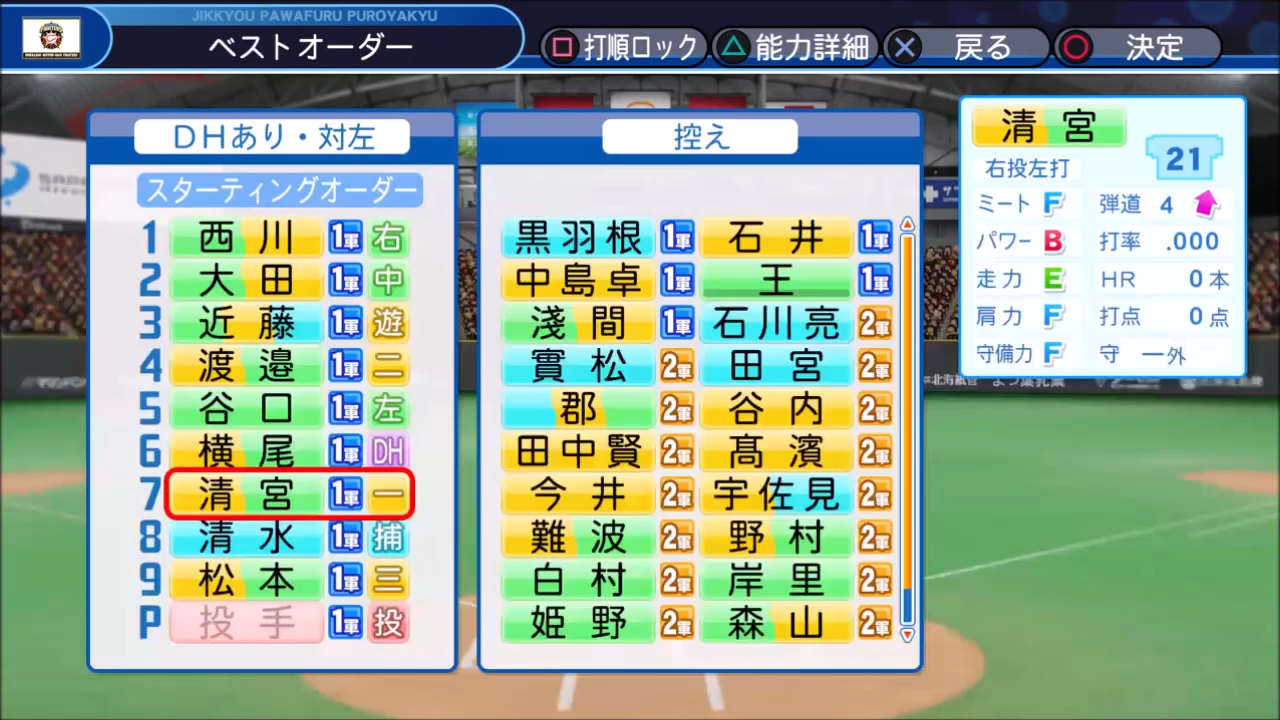 JIKKYOU PAWAFURU PUROYAKYU
ベストオーダー
打順ロック 能力詳細 戻る 決定
DHあり・対左
スターティングオーダー
1 西川 1軍 右
2 大田 1軍 中
3 近藤 1軍 遊
4 渡邉 1軍 二
5 谷口 1軍 左
6 横尾 1軍 DH
7 清宮 1軍 一
8 清水 1軍 捕
9 松本 1軍 三
P 投手 1軍 投
控え
黒羽根 1軍 石井 1軍
中島卓 1軍 王 1軍
淺間 1軍 石川亮 2軍
實松 2軍 田宮 2軍
郡 2軍 谷内 2軍
田中賢 2軍 髙濱 2軍
今井 2軍 宇佐見 2軍
難波 2軍 野村 2軍
白村 2軍 岸里 2軍
姫野 2軍 森山 2軍
清宮
右投左打 21
ミート F 弾道 4
パワー B 打率 .000
走力 E HR 0本
肩力 F 打点 0点
守備力 F 守 一外